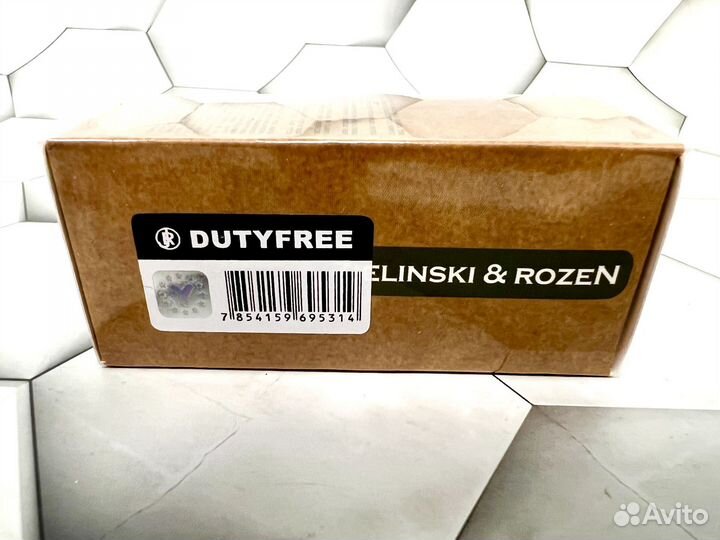 DUTYFREE
ELINSKI & ROZEN
7 854159 695314
Avito